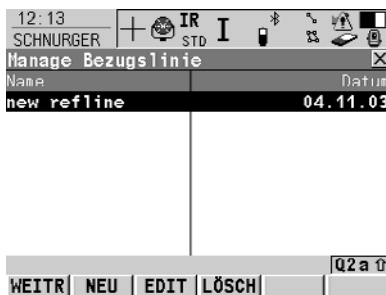 12:13
SCHNURGER
IR
STD
I
Manage Bezugslinie
Name Datum
new refline 04.11.03
Q2a
WEITR NEU EDIT LÖSCH